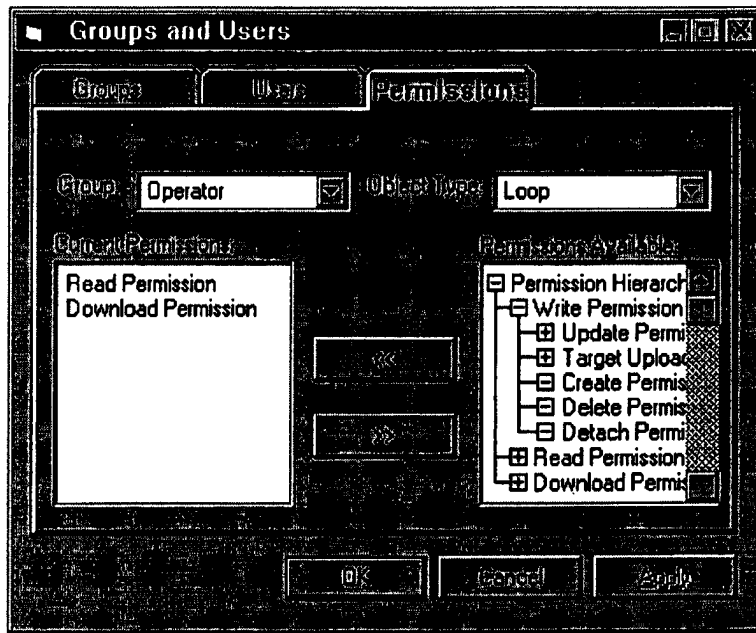 Groups and Users
Groups Users Permissions
Group: Operator Object Type: Loop
Current Permissions: Permissions Available:
Read Permission
Download Permission
Permission Hierarch
Write Permission
Update Permi
Target Upload
Create Permis
Delete Permis
Detach Permi
Read Permission
Download Permis
<<
>>
OK Cancel Apply